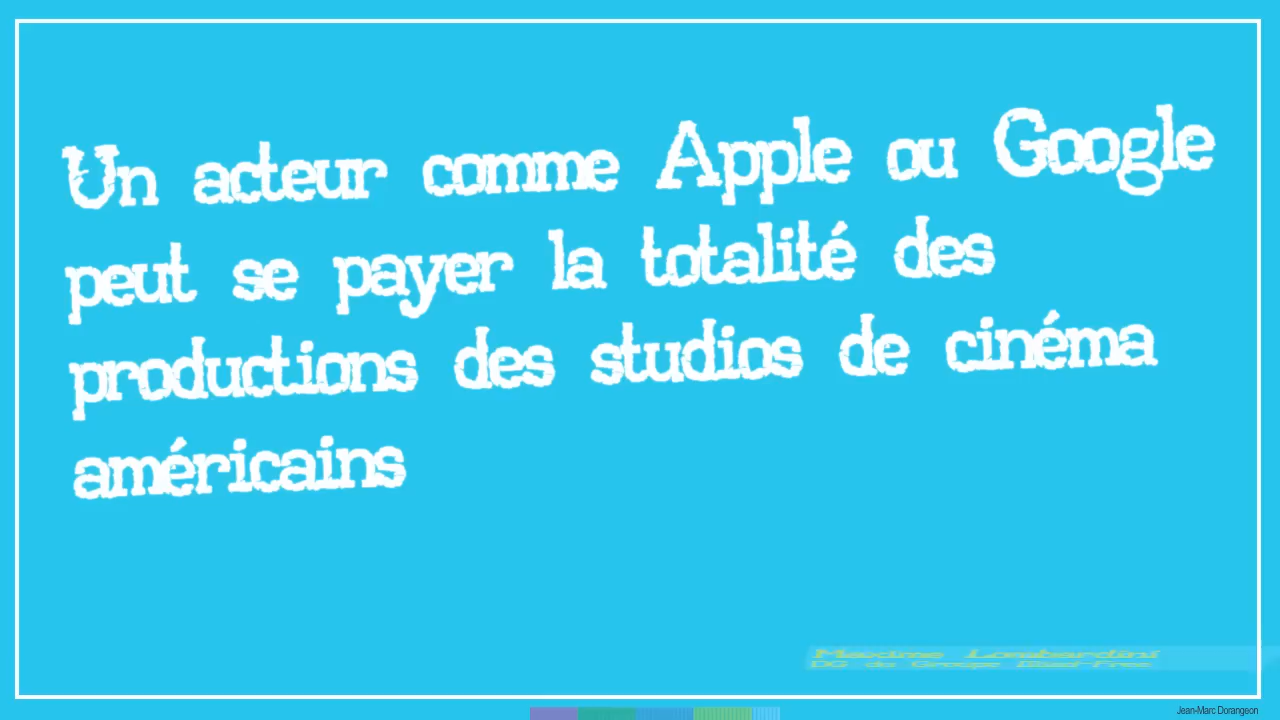 Un acteur comme Apple ou Google
peut se payer la totalité des
productions des studios de cinéma
américains
Maxime Lombardini
DG de Groupe Iliad-Free
Jean-Marc Dorangeon